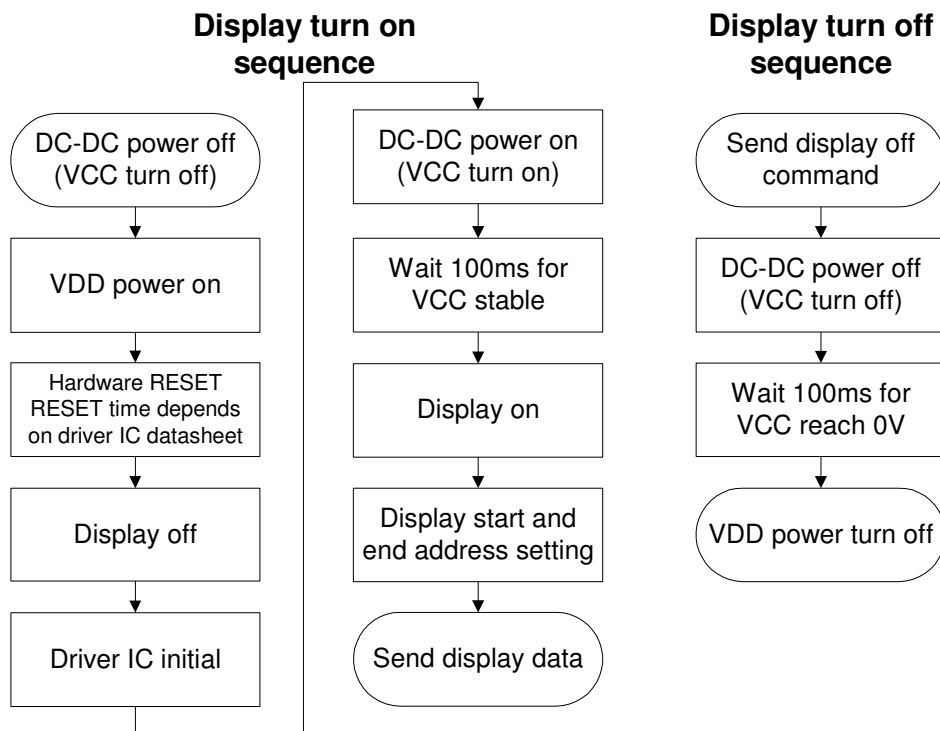 Display turn on
sequence
DC-DC power off
(VCC turn off)
VDD power on
Hardware RESET
RESET time depends
on driver IC datasheet
Display off
Driver IC initial
DC-DC power on
(VCC turn on)
Wait 100ms for
VCC stable
Display on
Display start and
end address setting
Send display data
Display turn off
sequence
Send display off
command
DC-DC power off
(VCC turn off)
Wait 100ms for
VCC reach 0V
VDD power turn off